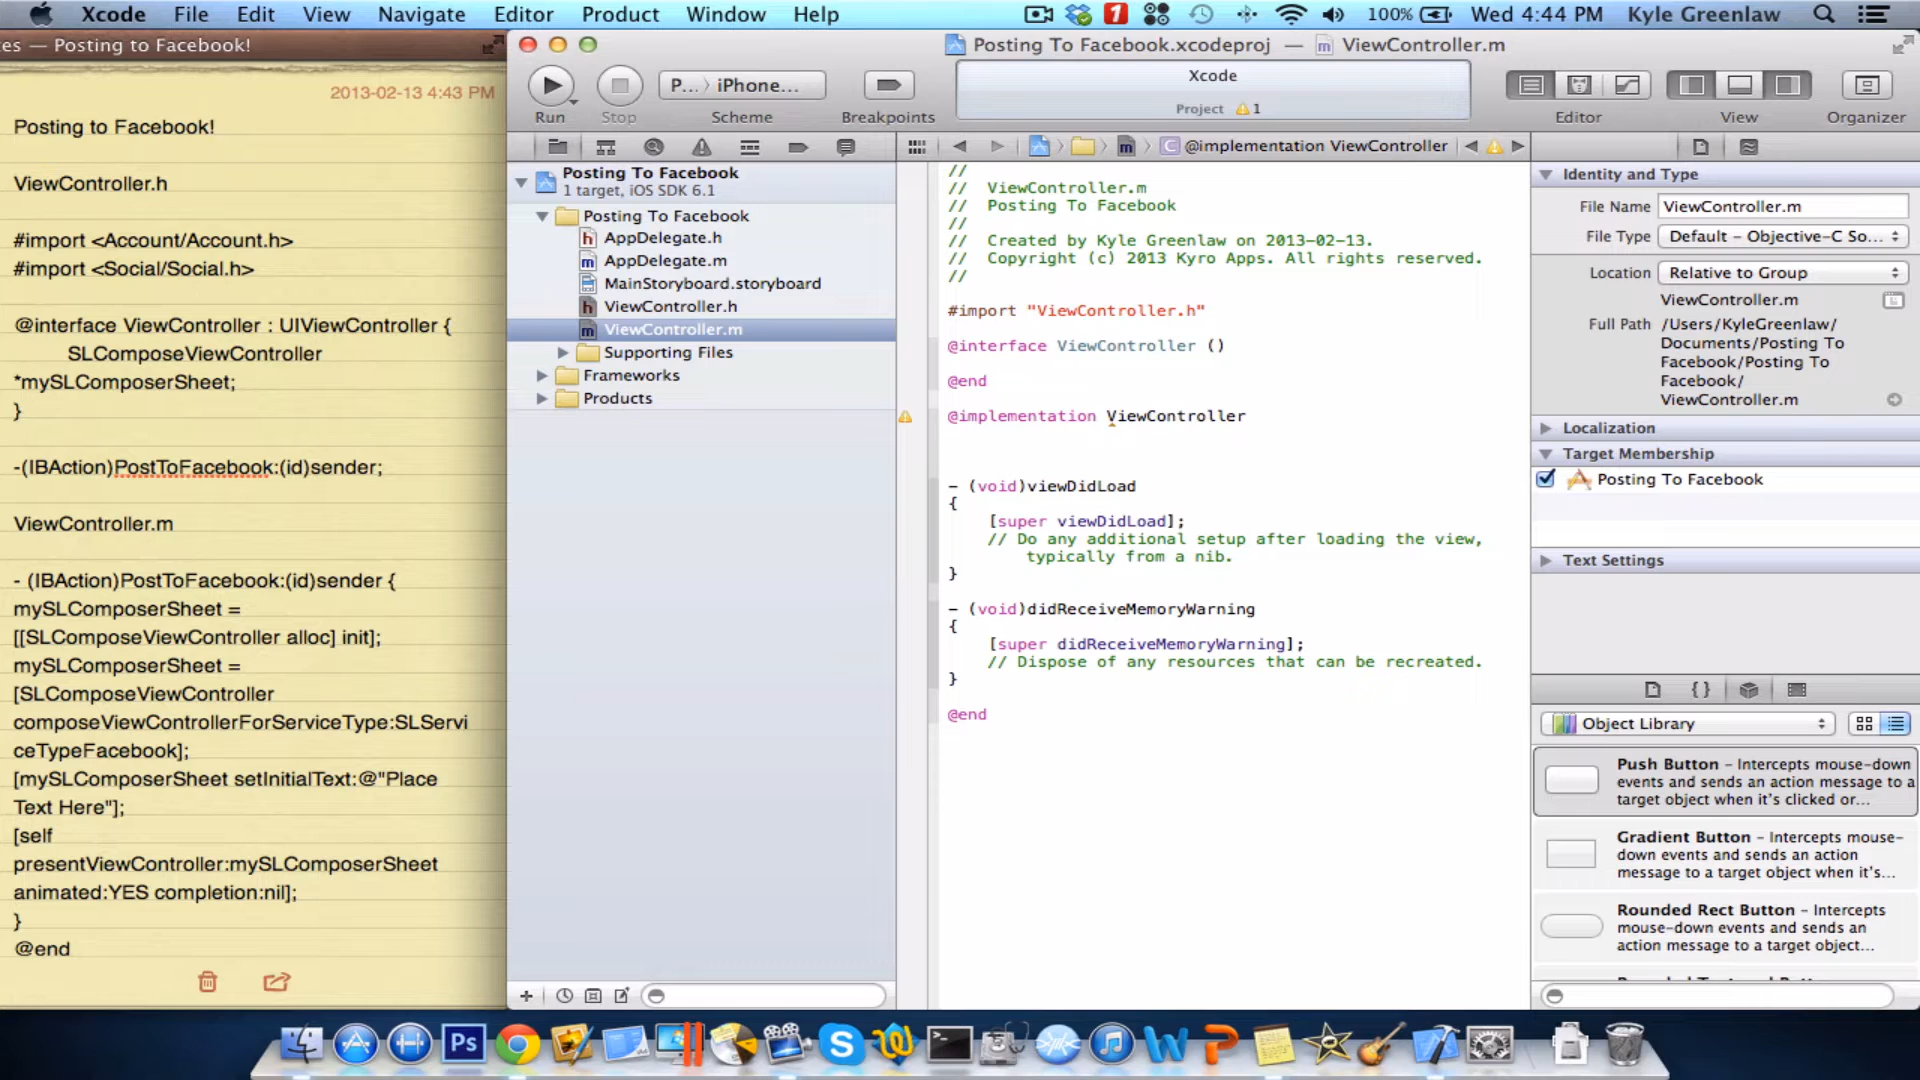 Xcode File Edit View Navigate Editor Product Window Help
1 100% Wed 4:44 PM Kyle Greenlaw
es — Posting to Facebook!
2013-02-13 4:43 PM
Posting to Facebook!
ViewController.h
#import <Account/Account.h>
#import <Social/Social.h>
@interface ViewController : UIViewController {
SLComposeViewController
*mySLComposerSheet;
}
-(IBAction)PostToFacebook:(id)sender;
ViewController.m
- (IBAction)PostToFacebook:(id)sender {
mySLComposerSheet =
[[SLComposeViewController alloc] init];
mySLComposerSheet =
[SLComposeViewController
composeViewControllerForServiceType:SLServi
ceTypeFacebook];
[mySLComposerSheet setInitialText:@"Place
Text Here"];
[self
presentViewController:mySLComposerSheet
animated:YES completion:nil];
}
@end
Posting To Facebook.xcodeproj — ViewController.m
Run
Stop
P... iPhone...
Scheme
Breakpoints
Xcode
Project 1
Editor
View
Organizer
Posting To Facebook
1 target, iOS SDK 6.1
Posting To Facebook
AppDelegate.h
AppDelegate.m
MainStoryboard.storyboard
ViewController.h
ViewController.m
Supporting Files
Frameworks
Products
@implementation ViewController
//
// ViewController.m
// Posting To Facebook
//
// Created by Kyle Greenlaw on 2013-02-13.
// Copyright (c) 2013 Kyro Apps. All rights reserved.
//
#import "ViewController.h"
@interface ViewController ()
@end
@implementation ViewController
- (void)viewDidLoad
{
[super viewDidLoad];
// Do any additional setup after loading the view,
typically from a nib.
}
- (void)didReceiveMemoryWarning
{
[super didReceiveMemoryWarning];
// Dispose of any resources that can be recreated.
}
@end
Identity and Type
File Name ViewController.m
File Type Default - Objective-C So...
Location Relative to Group
ViewController.m
Full Path /Users/KyleGreenlaw/
Documents/Posting To
Facebook/Posting To
Facebook/
ViewController.m
Localization
Target Membership
Posting To Facebook
Text Settings
{ }
Object Library
Push Button - Intercepts mouse-down
events and sends an action message to a
target object when it's clicked or...
Gradient Button - Intercepts mouse-
down events and sends an action
message to a target object when it's...
Rounded Rect Button - Intercepts
mouse-down events and sends an
action message to a target object...
Ps